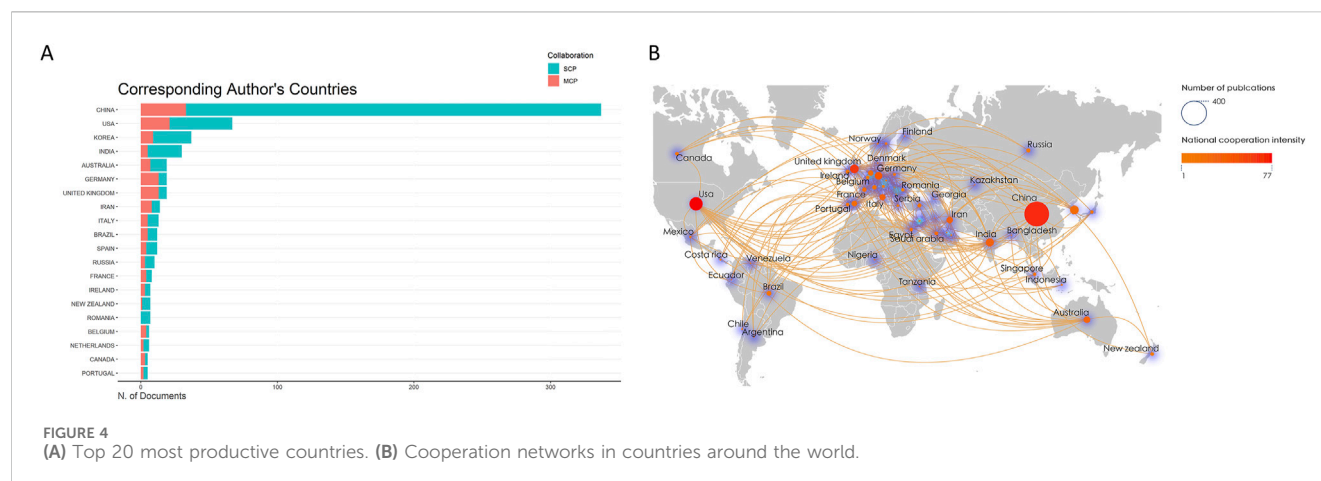 A
Collaboration
SCP
MCP
Corresponding Author's Countries
CHINA
USA
KOREA
INDIA
AUSTRALIA
GERMANY
UNITED KINGDOM
IRAN
ITALY
BRAZIL
SPAIN
RUSSIA
FRANCE
IRELAND
NEW ZEALAND
ROMANIA
BELGIUM
NETHERLANDS
CANADA
PORTUGAL
0 100 200 300
N. of Documents
B
Number of publcations
400
National cooperation intensity
1 77
Norway
Finland
Russia
Canada
United kingdom
Denmark
Ireland
Germany
Belgium
Kazakhstan
France
Romania
Usa
Portugal
Italy
Serbia
Georgia
China
Iran
Mexico
Egypt
Saudi arabia
India
Bangladesh
Costa rica
Venezuela
Nigeria
Singapore
Ecuador
Indonesia
Brazil
Tanzania
Chile
Argentina
Australia
New zealand
FIGURE 4
(A) Top 20 most productive countries. (B) Cooperation networks in countries around the world.